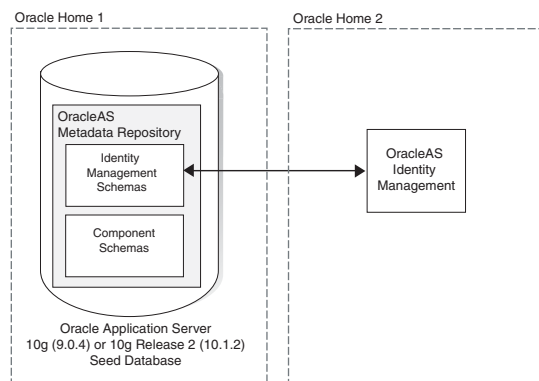 Oracle Home 1
Oracle Home 2
OracleAS
Metadata Repository
Identity
Management
Schemas
Component
Schemas
OracleAS
Identity
Management
Oracle Application Server
10g (9.0.4) or 10g Release 2 (10.1.2)
Seed Database